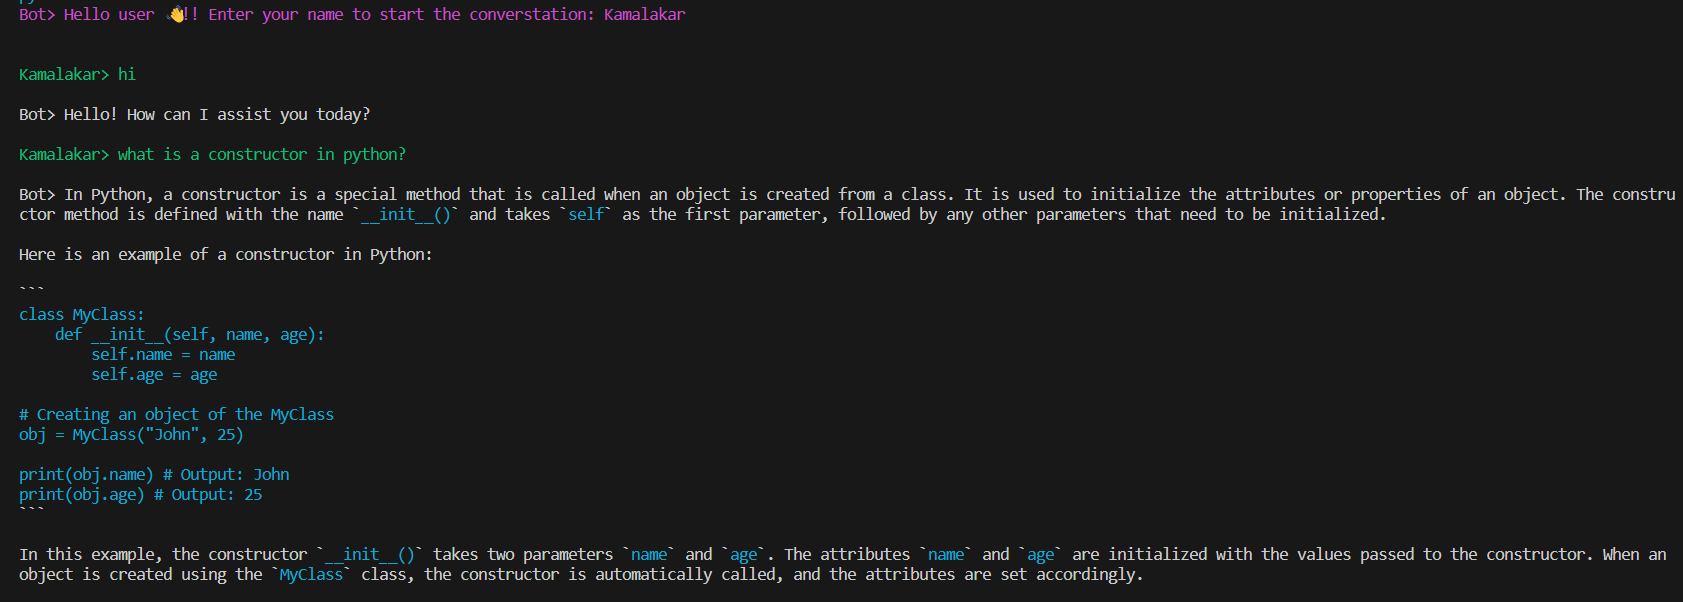 Bot> Hello user 👋!! Enter your name to start the converstation: Kamalakar
Kamalakar> hi
Bot> Hello! How can I assist you today?
Kamalakar> what is a constructor in python?
Bot> In Python, a constructor is a special method that is called when an object is created from a class. It is used to initialize the attributes or properties of an object. The constru
ctor method is defined with the name `__init__()` and takes `self` as the first parameter, followed by any other parameters that need to be initialized.
Here is an example of a constructor in Python:
```
class MyClass:
    def __init__(self, name, age):
        self.name = name
        self.age = age
# Creating an object of the MyClass
obj = MyClass("John", 25)
print(obj.name) # Output: John
print(obj.age) # Output: 25
```
In this example, the constructor `__init__()` takes two parameters `name` and `age`. The attributes `name` and `age` are initialized with the values passed to the constructor. When an
object is created using the `MyClass` class, the constructor is automatically called, and the attributes are set accordingly.